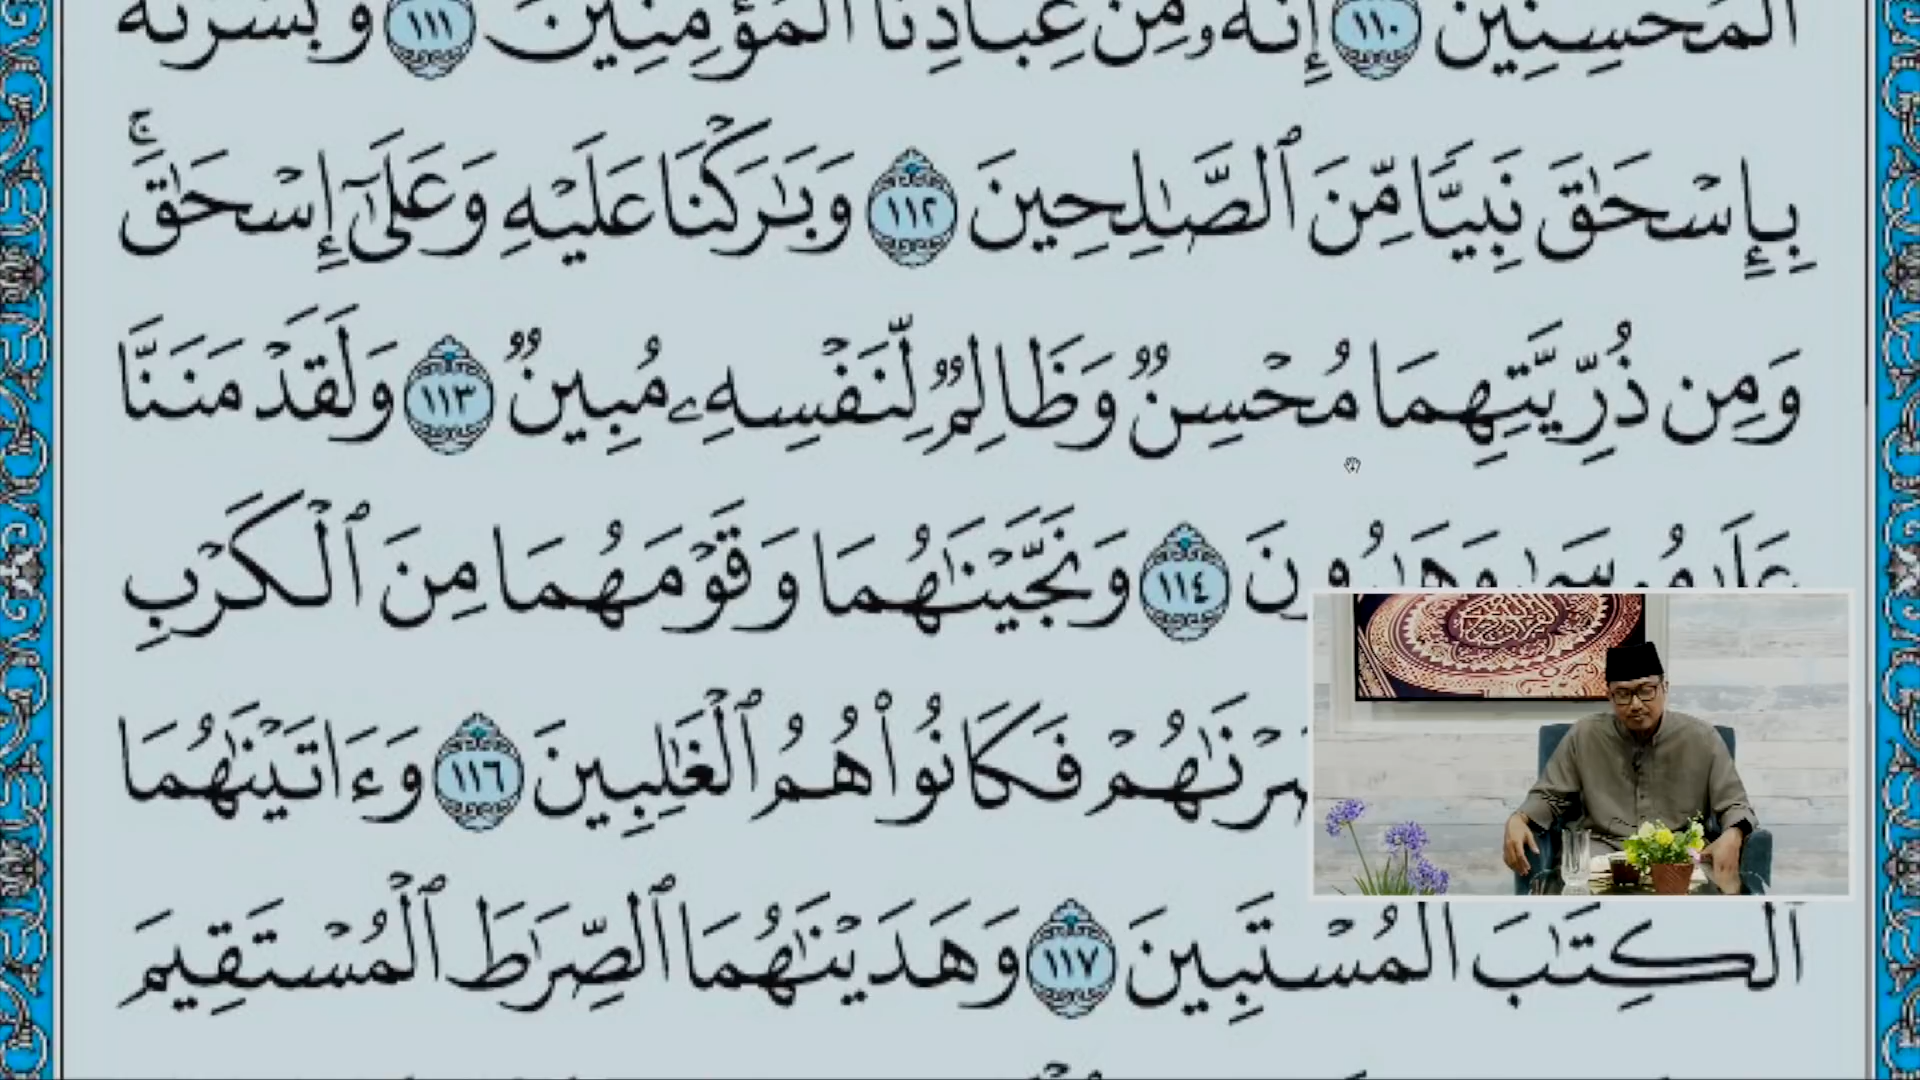 ٱلْمُحْسِنِينَ ١١٠ إِنَّهُۥ مِنْ عِبَادِنَا ٱلْمُؤْمِنِينَ ١١١ وَبَشَّرْنَٰهُ
بِإِسْحَٰقَ نَبِيًّا مِّنَ ٱلصَّٰلِحِينَ ١١٢ وَبَٰرَكْنَا عَلَيْهِ وَعَلَىٰٓ إِسْحَٰقَۚ
وَمِن ذُرِّيَّتِهِمَا مُحْسِنٌ وَظَالِمٌ لِّنَفْسِهِۦ مُبِينٌ ١١٣ وَلَقَدْ مَنَنَّا
عَلَىٰ مُوسَىٰ وَهَٰرُونَ ١١٤ وَنَجَّيْنَٰهُمَا وَقَوْمَهُمَا مِنَ ٱلْكَرْبِ
فَكَانُوا۟ هُمُ ٱلْغَٰلِبِينَ ١١٦ وَءَاتَيْنَٰهُمَا
ٱلْكِتَٰبَ ٱلْمُسْتَبِينَ ١١٧ وَهَدَيْنَٰهُمَا ٱلصِّرَٰطَ ٱلْمُسْتَقِيمَ